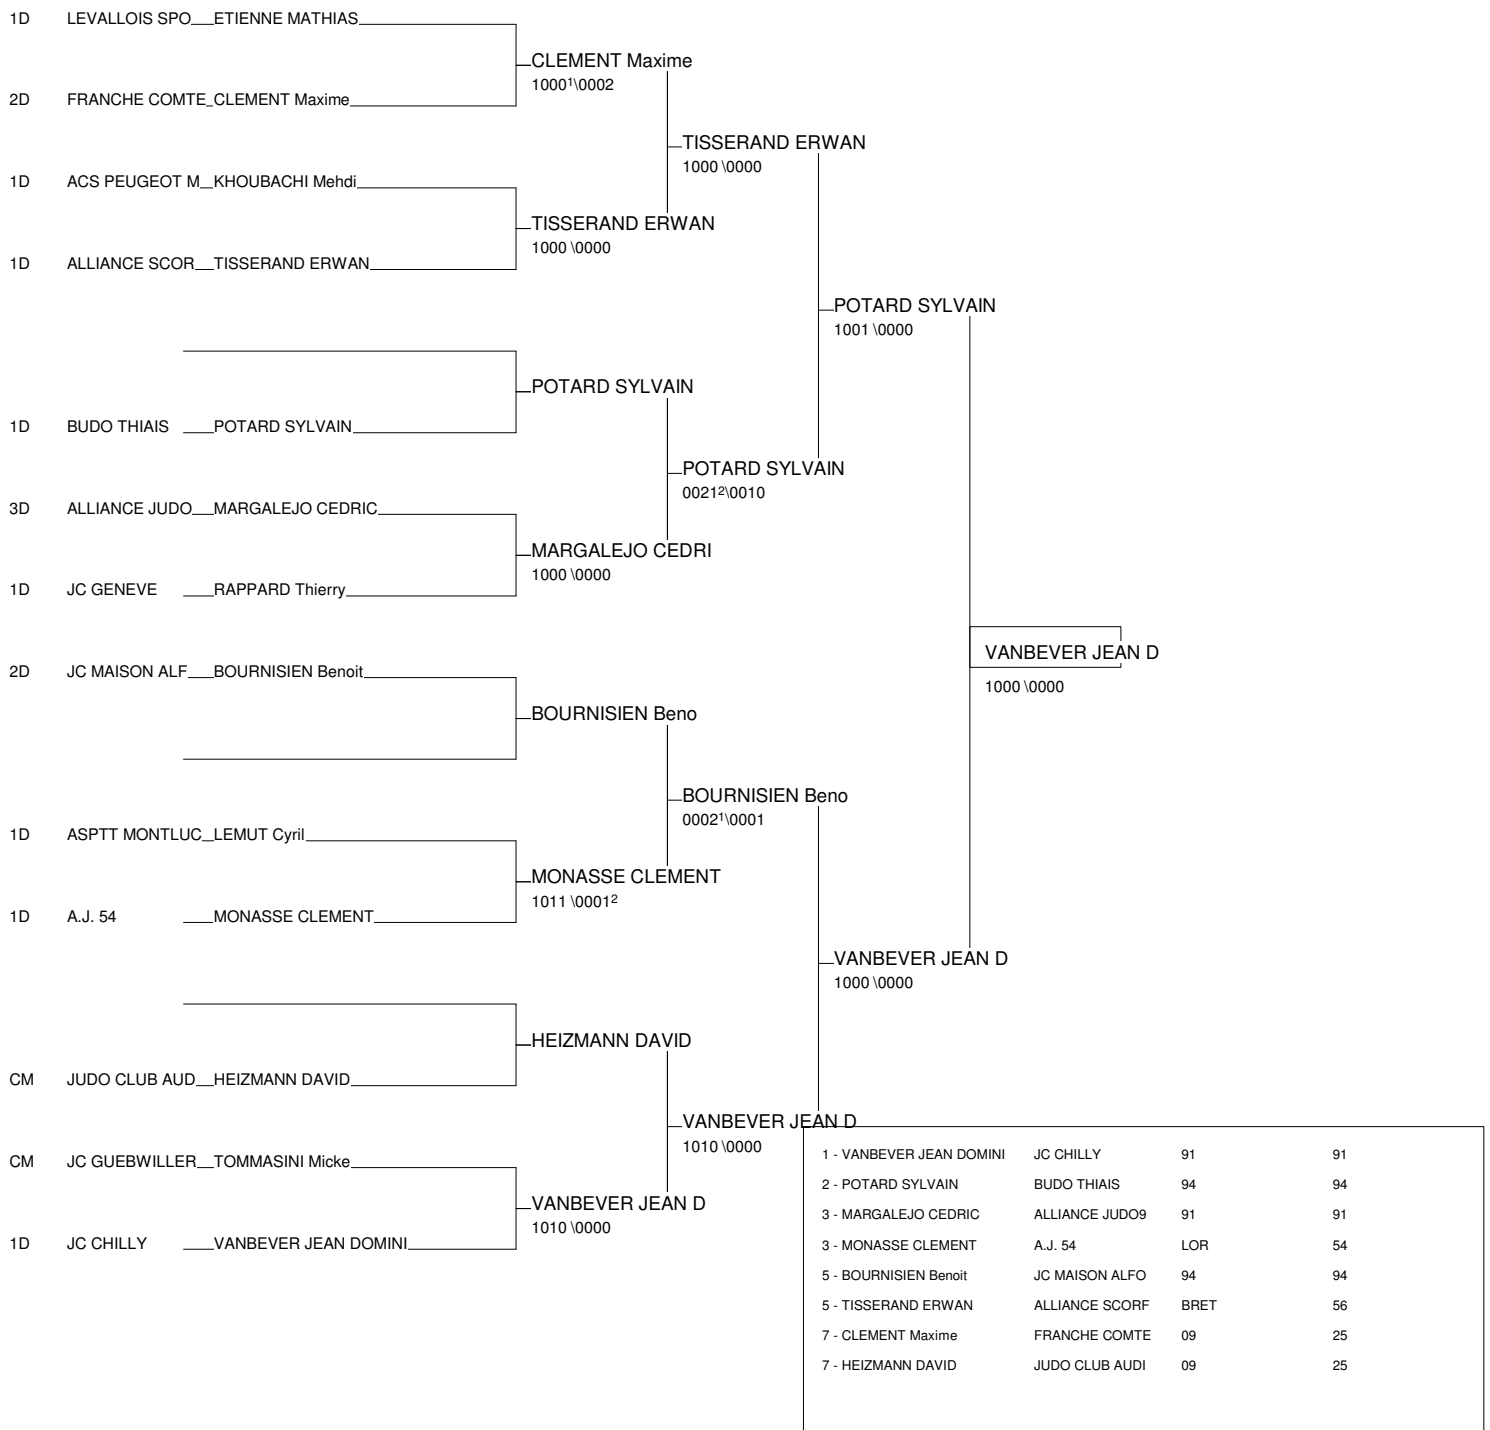 1D LEVALLOIS SPO ETIENNE MATHIAS
CLEMENT Maxime
1000¹\0002
2D FRANCHE COMTE CLEMENT Maxime
TISSERAND ERWAN
1000 \0000
1D ACS PEUGEOT M KHOUBACHI Mehdi
TISSERAND ERWAN
1000 \0000
1D ALLIANCE SCOR TISSERAND ERWAN
POTARD SYLVAIN
1001 \0000
POTARD SYLVAIN
1D BUDO THIAIS POTARD SYLVAIN
POTARD SYLVAIN
0021²\0010
3D ALLIANCE JUDO MARGALEJO CEDRIC
MARGALEJO CEDRI
1000 \0000
1D JC GENEVE RAPPARD Thierry
VANBEVER JEAN D
1000 \0000
2D JC MAISON ALF BOURNISIEN Benoit
BOURNISIEN Beno
BOURNISIEN Beno
0002¹\0001
1D ASPTT MONTLUC LEMUT Cyril
MONASSE CLEMENT
1011 \0001²
1D A.J. 54 MONASSE CLEMENT
VANBEVER JEAN D
1000 \0000
HEIZMANN DAVID
CM JUDO CLUB AUD HEIZMANN DAVID
VANBEVER JEAN D
1010 \0000
CM JC GUEBWILLER TOMMASINI Micke
VANBEVER JEAN D
1010 \0000
1D JC CHILLY VANBEVER JEAN DOMINI
1 - VANBEVER JEAN DOMINI JC CHILLY 91 91
2 - POTARD SYLVAIN BUDO THIAIS 94 94
3 - MARGALEJO CEDRIC ALLIANCE JUDO9 91 91
3 - MONASSE CLEMENT A.J. 54 LOR 54
5 - BOURNISIEN Benoit JC MAISON ALFO 94 94
5 - TISSERAND ERWAN ALLIANCE SCORF BRET 56
7 - CLEMENT Maxime FRANCHE COMTE 09 25
7 - HEIZMANN DAVID JUDO CLUB AUDI 09 25